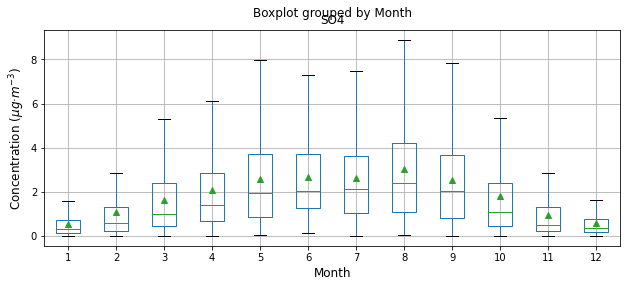 Boxplot grouped by Month
SO4
8
6
4
2
0
Concentration (μg·m⁻³)
1 2 3 4 5 6 7 8 9 10 11 12
Month